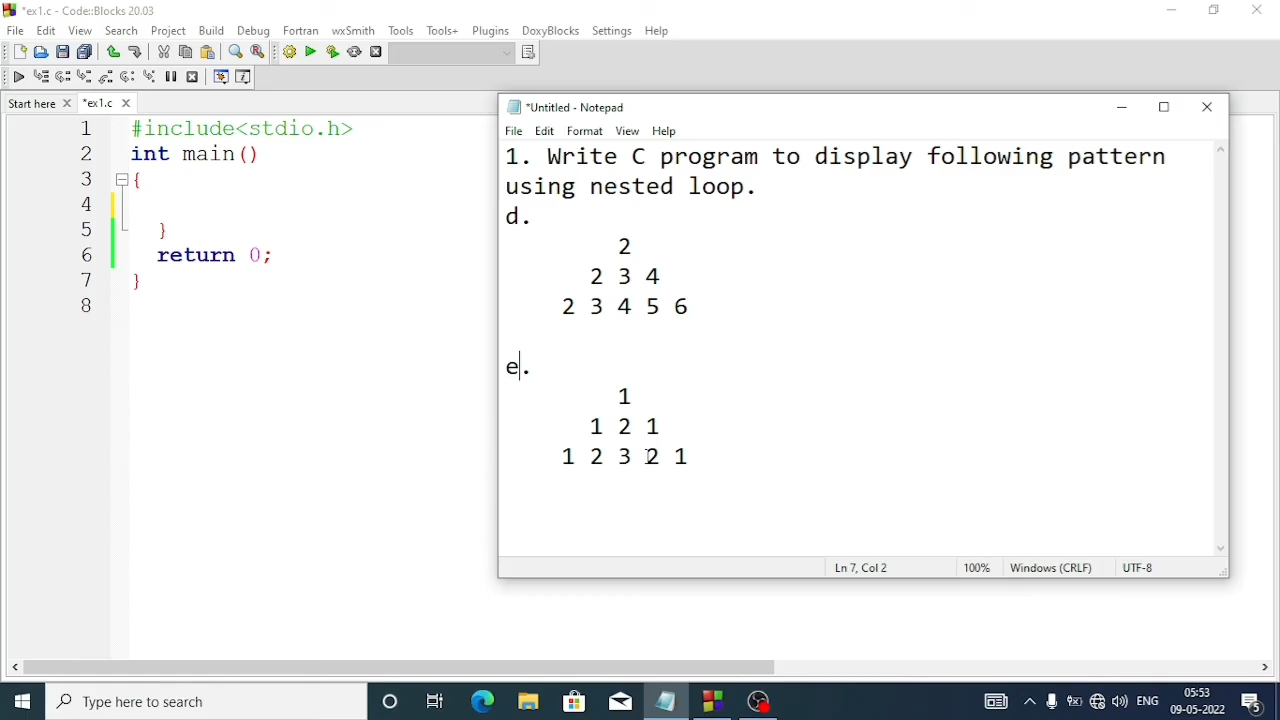 *ex1.c - Code::Blocks 20.03
File Edit View Search Project Build Debug Fortran wxSmith Tools Tools+ Plugins DoxyBlocks Settings Help
Start here *ex1.c
1 #include<stdio.h>
2 int main()
3 {
4
5 }
6 return 0;
7 }
8
*Untitled - Notepad
File Edit Format View Help
1. Write C program to display following pattern
using nested loop.
d.
2
2 3 4
2 3 4 5 6
e.
1
1 2 1
1 2 3 2 1
Ln 7, Col 2 100% Windows (CRLF) UTF-8
Type here to search
ENG
05:53
09-05-2022
5